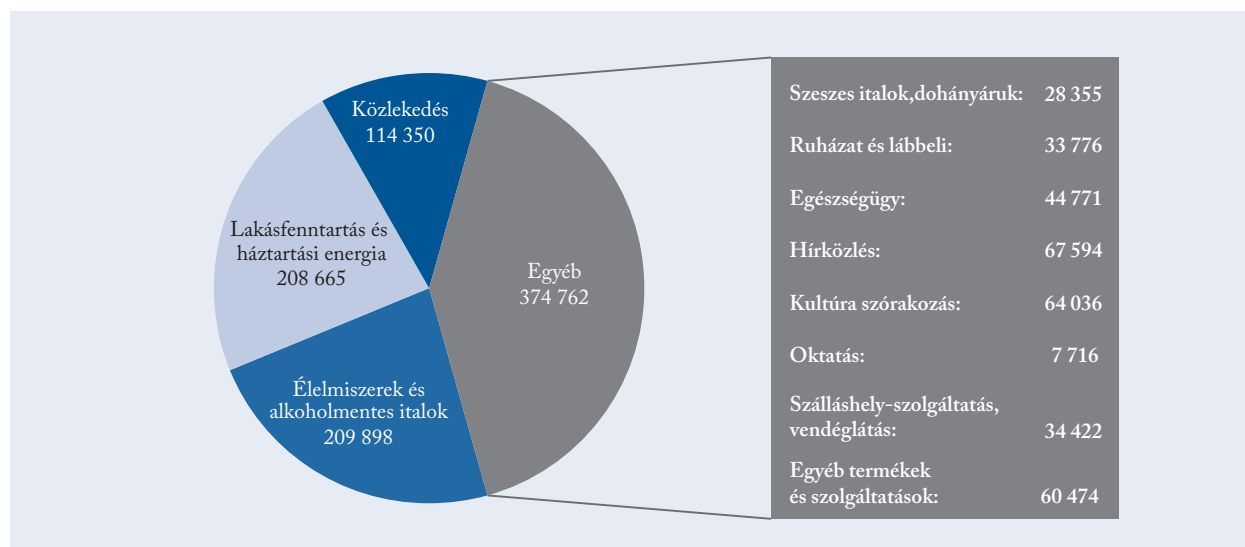 Közlekedés
114 350
Lakásfenntartás és
háztartási energia
208 665
Egyéb
374 762
Élelmiszerek és
alkoholmentes italok
209 898
Szeszes italok,dohányáruk: 28 355
Ruházat és lábbeli: 33 776
Egészségügy: 44 771
Hírközlés: 67 594
Kultúra szórakozás: 64 036
Oktatás: 7 716
Szálláshely-szolgáltatás,
vendéglátás: 34 422
Egyéb termékek
és szolgáltatások: 60 474